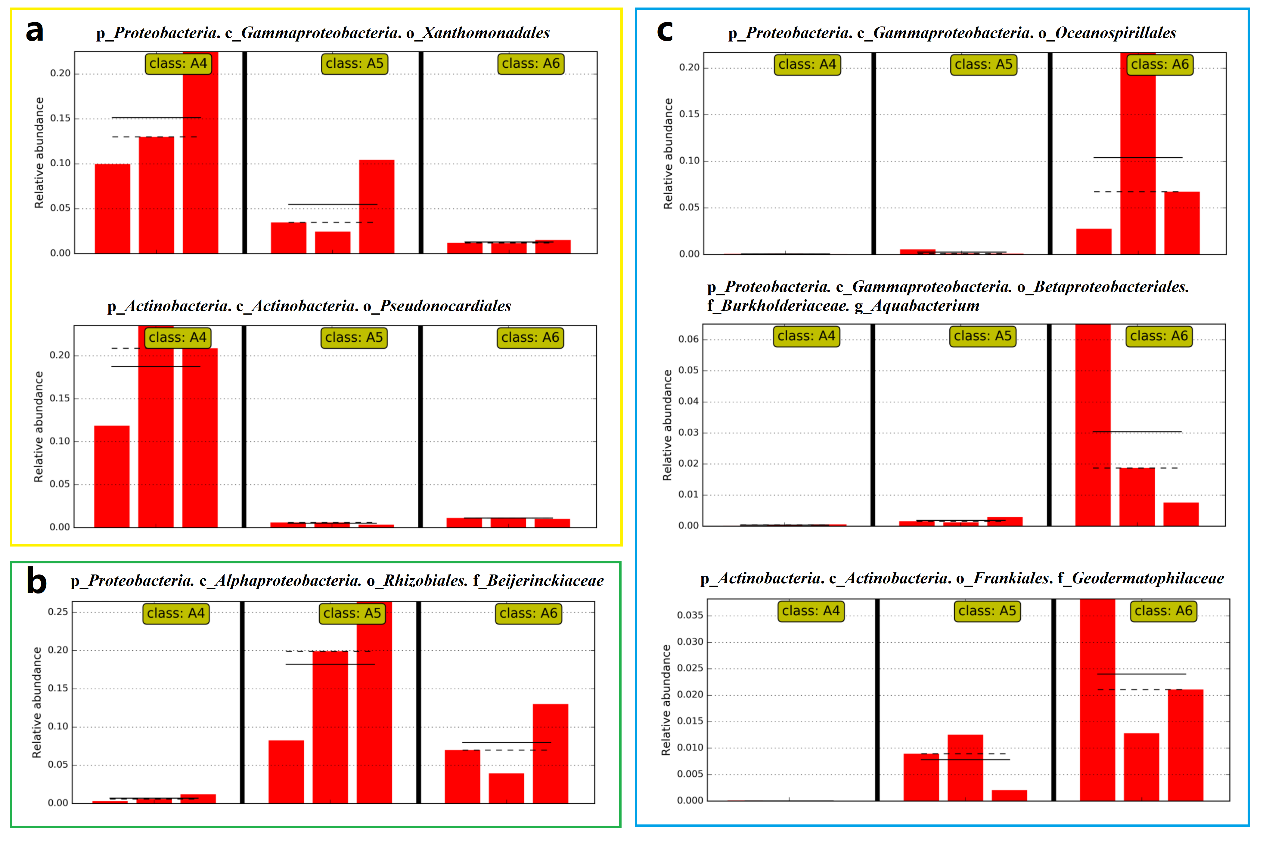 a
p_Proteobacteria. c_Gammaproteobacteria. o_Xanthomonadales
Relative abundance
0.20
0.15
0.10
0.05
0.00
class: A4
class: A5
class: A6
p_Actinobacteria. c_Actinobacteria. o_Pseudonocardiales
Relative abundance
0.20
0.15
0.10
0.05
0.00
class: A4
class: A5
class: A6
b
p_Proteobacteria. c_Alphaproteobacteria. o_Rhizobiales. f_Beijerinckiaceae
Relative abundance
0.25
0.20
0.15
0.10
0.05
0.00
class: A4
class: A5
class: A6
c
p_Proteobacteria. c_Gammaproteobacteria. o_Oceanospirillales
Relative abundance
0.20
0.15
0.10
0.05
0.00
class: A4
class: A5
class: A6
p_Proteobacteria. c_Gammaproteobacteria. o_Betaproteobacteriales.
f_Burkholderiaceae. g_Aquabacterium
Relative abundance
0.06
0.05
0.04
0.03
0.02
0.01
0.00
class: A4
class: A5
class: A6
p_Actinobacteria. c_Actinobacteria. o_Frankiales. f_Geodermatophilaceae
Relative abundance
0.035
0.030
0.025
0.020
0.015
0.010
0.005
0.000
class: A4
class: A5
class: A6